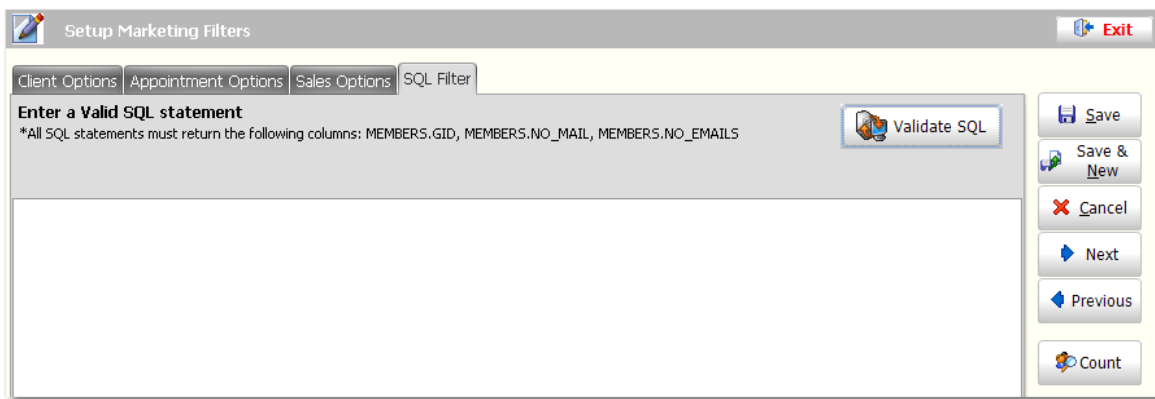 Setup Marketing Filters
Exit
Client Options
Appointment Options
Sales Options
SQL Filter
Enter a Valid SQL statement
*All SQL statements must return the following columns: MEMBERS.GID, MEMBERS.NO_MAIL, MEMBERS.NO_EMAILS
Validate SQL
Save
Save &
New
Cancel
Next
Previous
Count